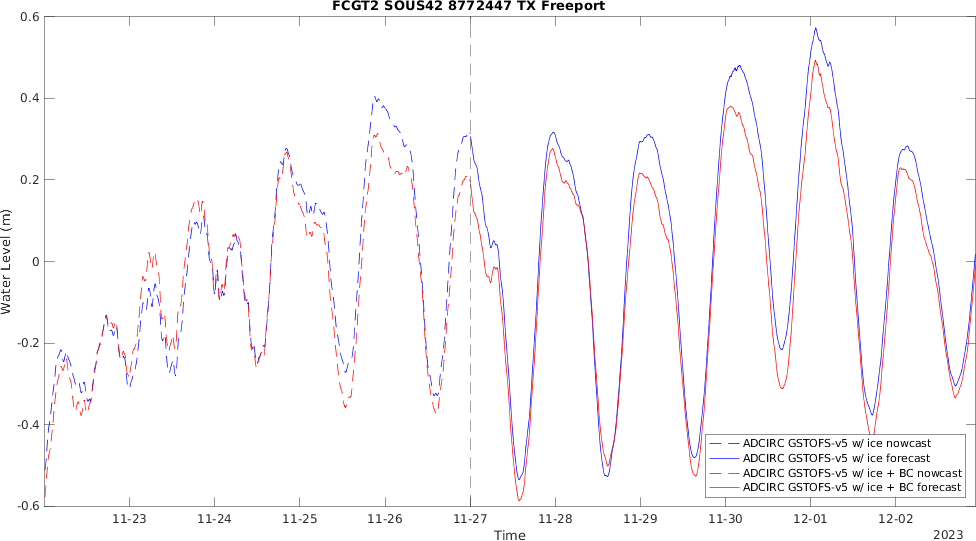 FCGT2 SOUS42 8772447 TX Freeport
0.6
0.4
0.2
0
-0.2
-0.4
-0.6
Water Level (m)
11-23 11-24 11-25 11-26 11-27 11-28 11-29 11-30 12-01 12-02
Time
2023
ADCIRC GSTOFS-v5 w/ ice nowcast
ADCIRC GSTOFS-v5 w/ ice forecast
ADCIRC GSTOFS-v5 w/ ice + BC nowcast
ADCIRC GSTOFS-v5 w/ ice + BC forecast